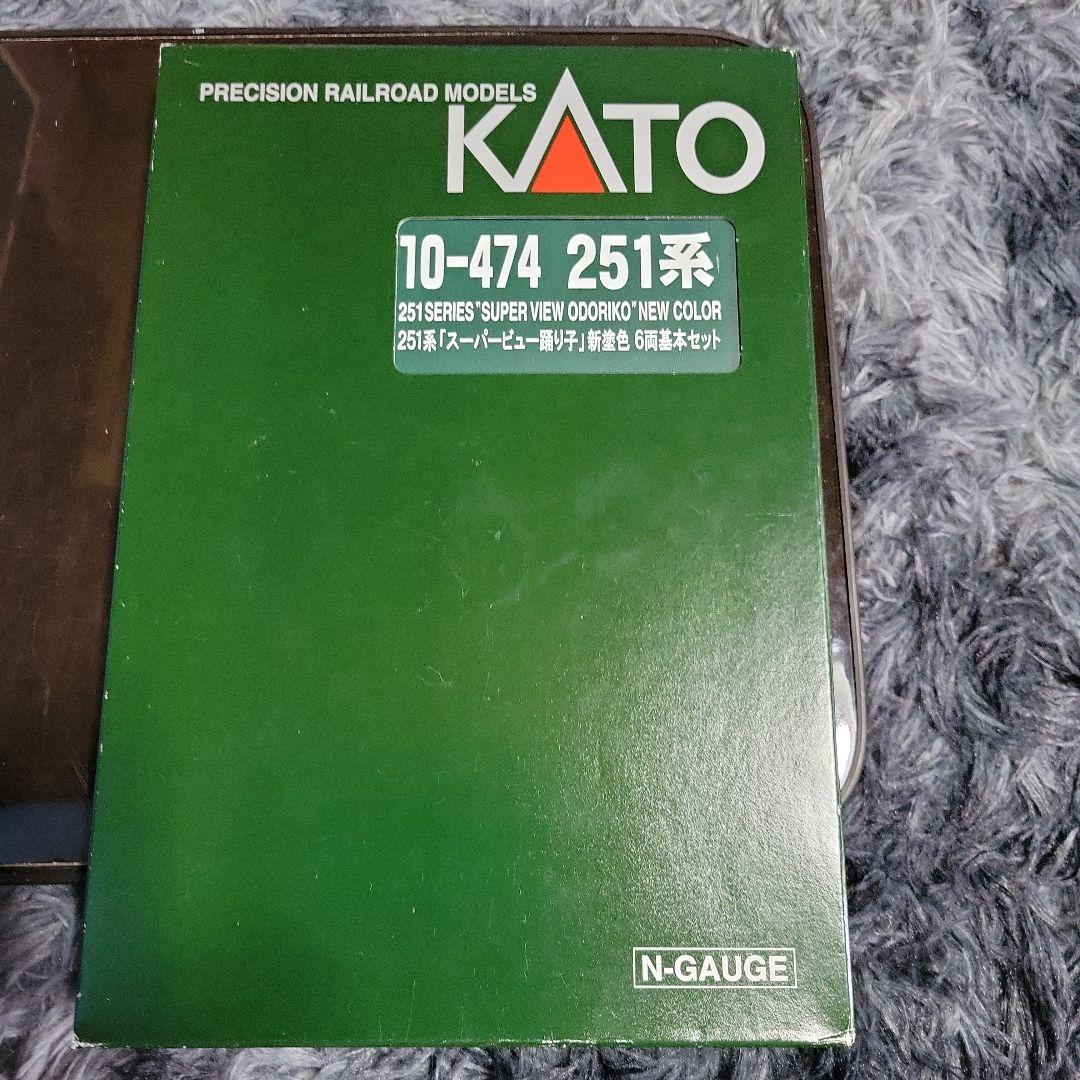 PRECISION RAILROAD MODELS
KATO
10-474 251系
251 SERIES "SUPER VIEW ODORIKO" NEW COLOR
251系「スーパービュー踊り子」新塗色 6両基本セット
N-GAUGE